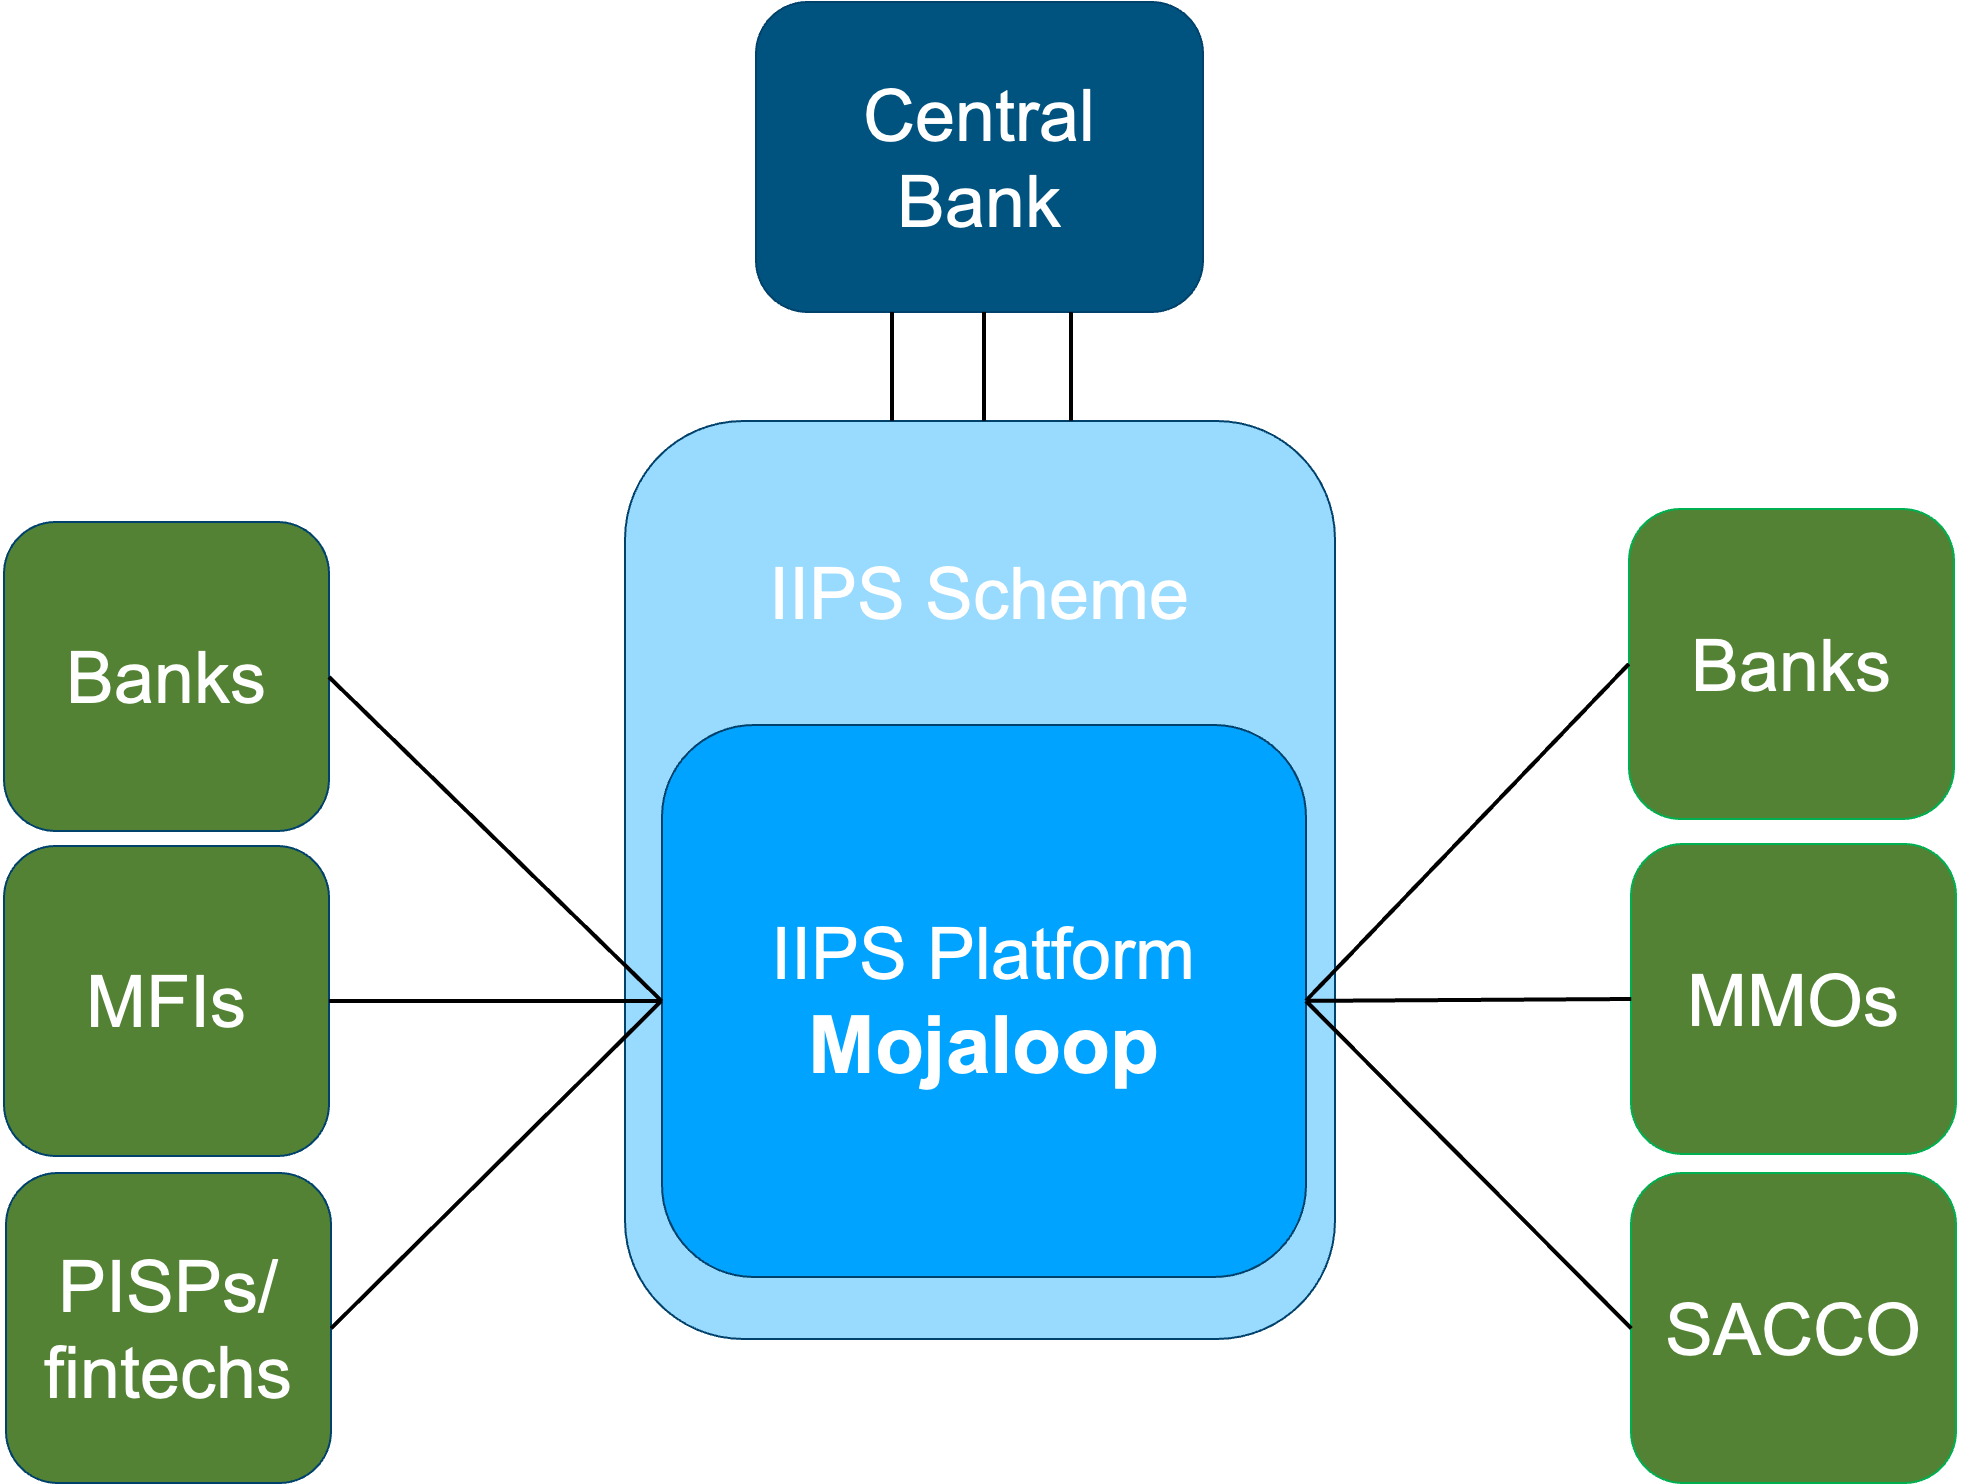 Central
Bank
IIPS Scheme
Banks
MFIs
PISPs/
fintechs
IIPS Platform
Mojaloop
Banks
MMOs
SACCO